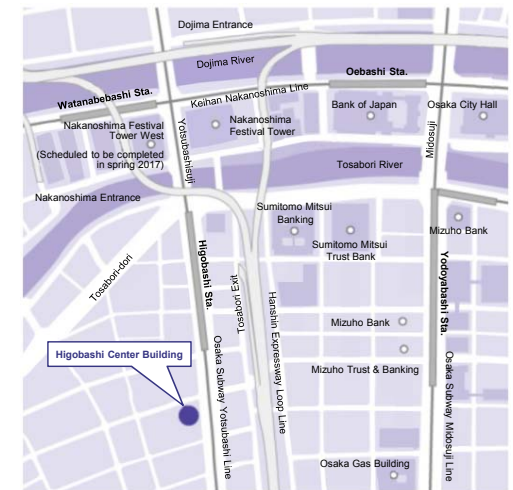 Dojima Entrance
Dojima River
Oebashi Sta.
Watanabebashi Sta.
Keihan Nakanoshima Line
Bank of Japan
Osaka City Hall
Nakanoshima Festival
Tower West
(Scheduled to be completed
in spring 2017)
Yotsubashisuji
Nakanoshima
Festival Tower
Midosuji
Tosabori River
Nakanoshima Entrance
Sumitomo Mitsui
Banking
Sumitomo Mitsui
Trust Bank
Mizuho Bank
Tosabori-dori
Higobashi Sta.
Tosabori Exit
Hanshin Expressway Loop Line
Yodoyabashi Sta.
Mizuho Bank
Higobashi Center Building
Mizuho Trust & Banking
Osaka Subway Yotsubashi Line
Osaka Subway Midosuji Line
Osaka Gas Building